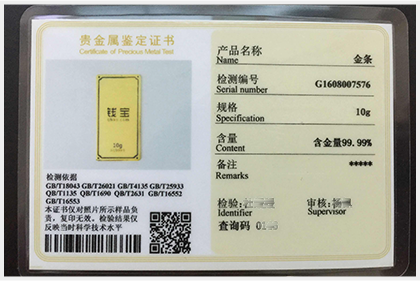 贵金属鉴定证书
Certificate of Precious Metal Test
钱宝
10g
检测依据
GB/T18043 GB/T26021 GB/T4135 GB/T25933
QB/T1135 QB/T1690 QB/T2631 GB/T16552
GB/T16553
本证书仅对照片所示样品负
责,复印无效。检验结果仅
反映当时科学技术水平
产品名称 金条
Name
检测编号 G1608007576
Serial number
规格 10g
Specification
含量 含金量99.99%
Content
备注 *****
Remarks
检验: 审核:
Identifier Supervisor
查询码